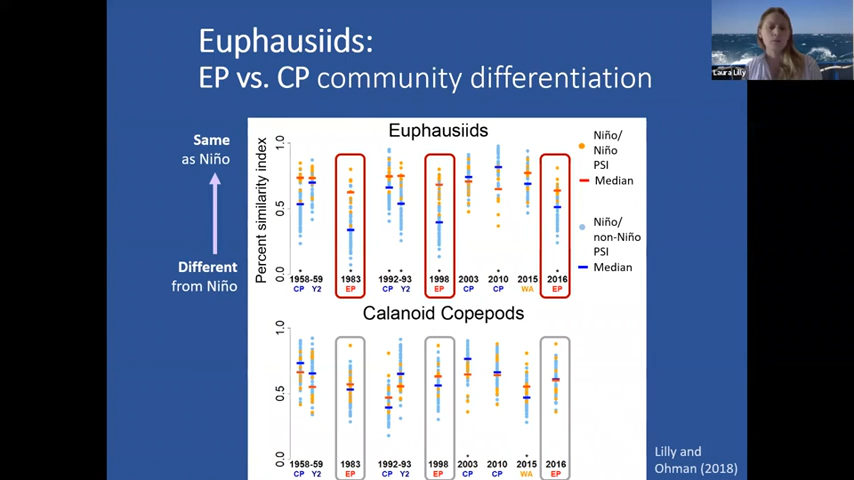 Euphausiids:
EP vs. CP community differentiation
Laura Lilly
Same
as Niño
Different
from Niño
Euphausiids
Percent similarity index
1.0
0.5
0.0
1958-59 1983 1992-93 1998 2003 2010 2015 2016
CP Y2 EP CP Y2 EP CP CP WA EP
Niño/
Niño
PSI
Median
Niño/
non-Niño
PSI
Median
Calanoid Copepods
1.0
0.5
0.0
1958-59 1983 1992-93 1998 2003 2010 2015 2016
CP Y2 EP CP Y2 EP CP CP WA EP
Lilly and
Ohman (2018)